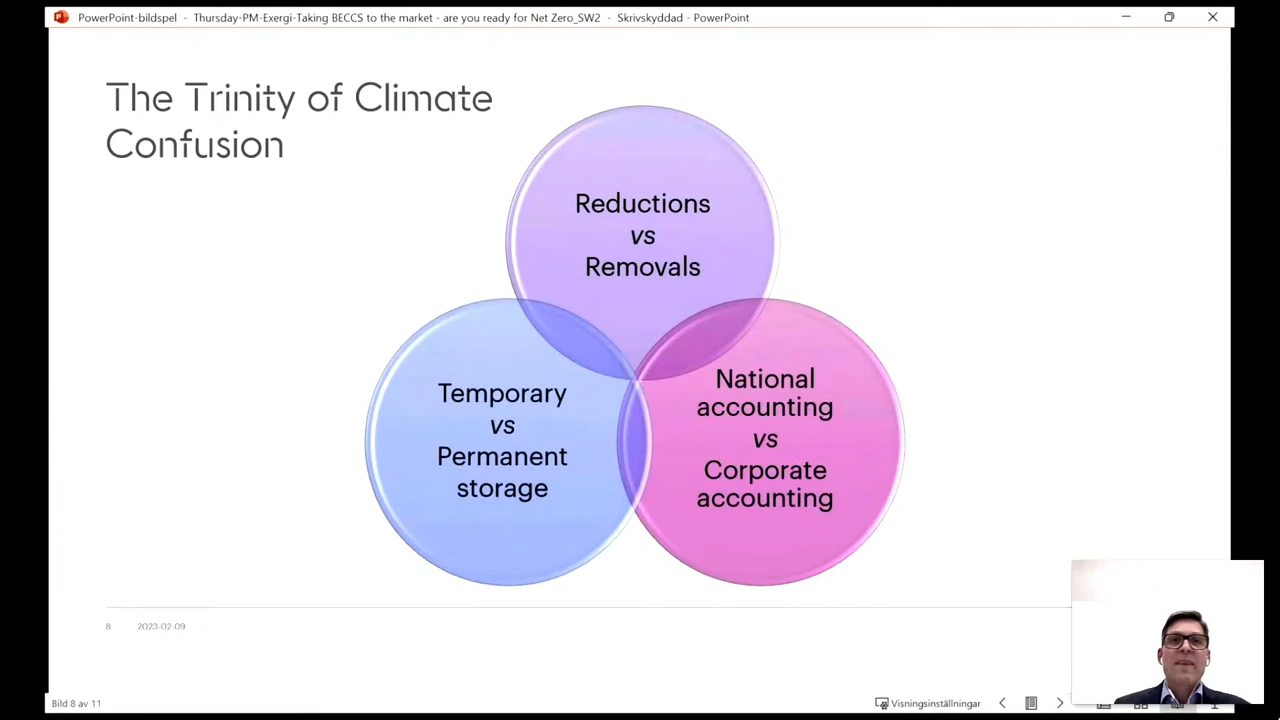 PowerPoint-bildspel - Thursday-PM-Exergi-Taking BECCS to the market - are you ready for Net Zero_SW2 - Skrivskyddad - PowerPoint
The Trinity of Climate
Confusion
Reductions
vs
Removals
Temporary
vs
Permanent
storage
National
accounting
vs
Corporate
accounting
8 2023-02-09
Bild 8 av 11
Visningsinställningar